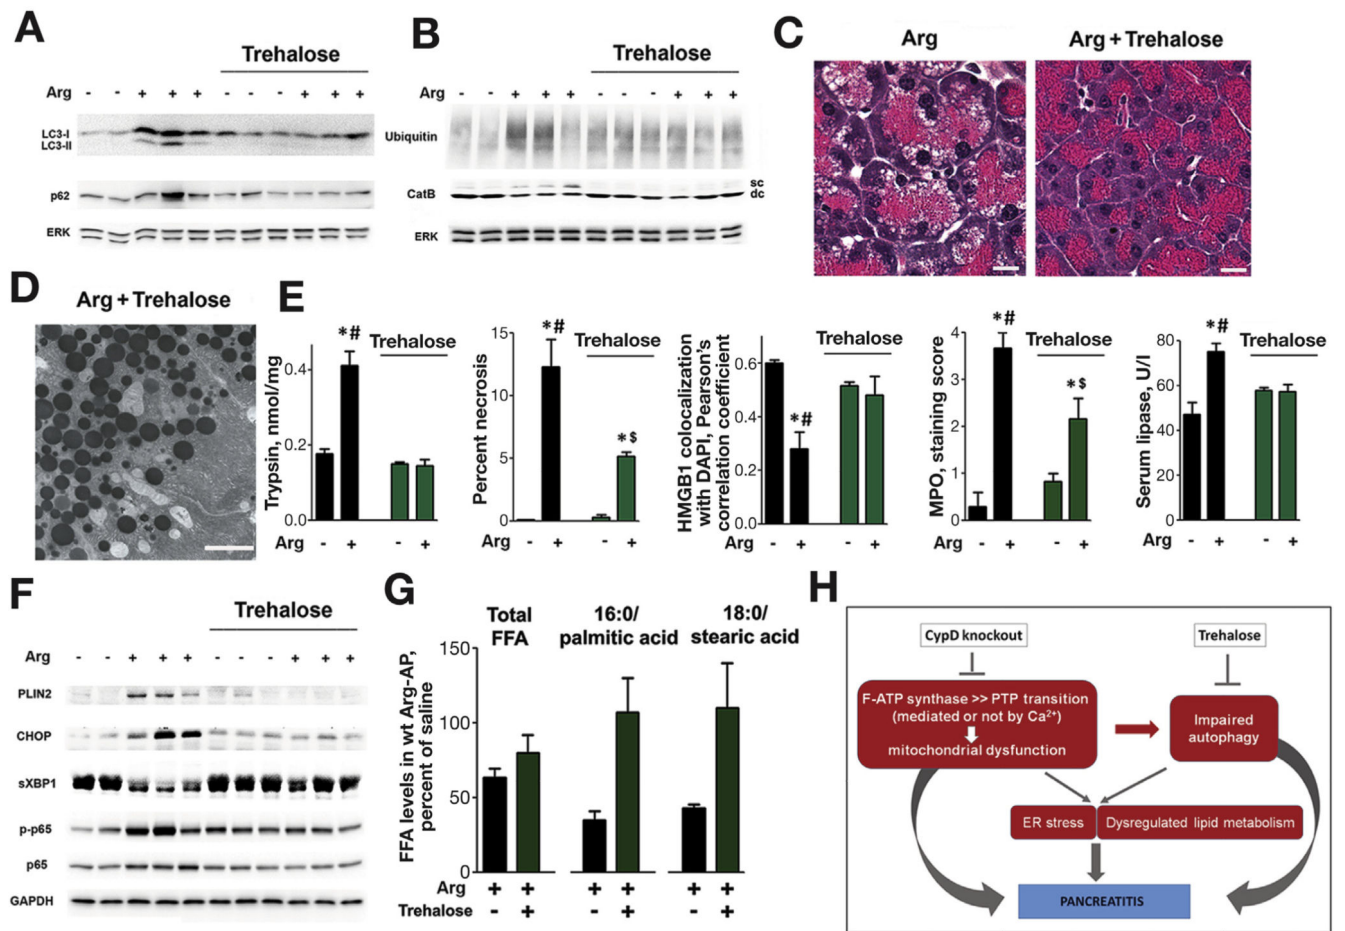 A
Trehalose
Arg - - + + + - - - + + +
LC3-I
LC3-II
p62
ERK
B
Trehalose
Arg - - + + + - - - + + +
Ubiquitin
CatB
sc
dc
ERK
C
Arg
Arg + Trehalose
D
Arg + Trehalose
E
Trypsin, nmol/mg
0.4
0.2
0.0
*#
Trehalose
Arg - + - +
Percent necrosis
15
10
5
0
*#
Trehalose
*$
Arg - + - +
HMGB1 colocalization
with DAPI, Pearson's
correlation coefficient
0.6
0.4
0.2
0.0
*#
Trehalose
Arg - + - +
MPO, staining score
4
3
2
1
0
*#
Trehalose
*$
Arg - + - +
Serum lipase, U/l
80
60
40
20
0
*#
Trehalose
Arg - + - +
F
Trehalose
Arg - - + + + - - - + + +
PLIN2
CHOP
sXBP1
p-p65
p65
GAPDH
G
Total
FFA
16:0/
palmitic acid
18:0/
stearic acid
FFA levels in wt Arg-AP,
percent of saline
150
100
50
0
Arg + + + + + +
Trehalose - + - + - +
H
CypD knockout
Trehalose
F-ATP synthase >> PTP transition
(mediated or not by Ca²⁺)
mitochondrial dysfunction
Impaired
autophagy
ER stress
Dysregulated lipid metabolism
PANCREATITIS